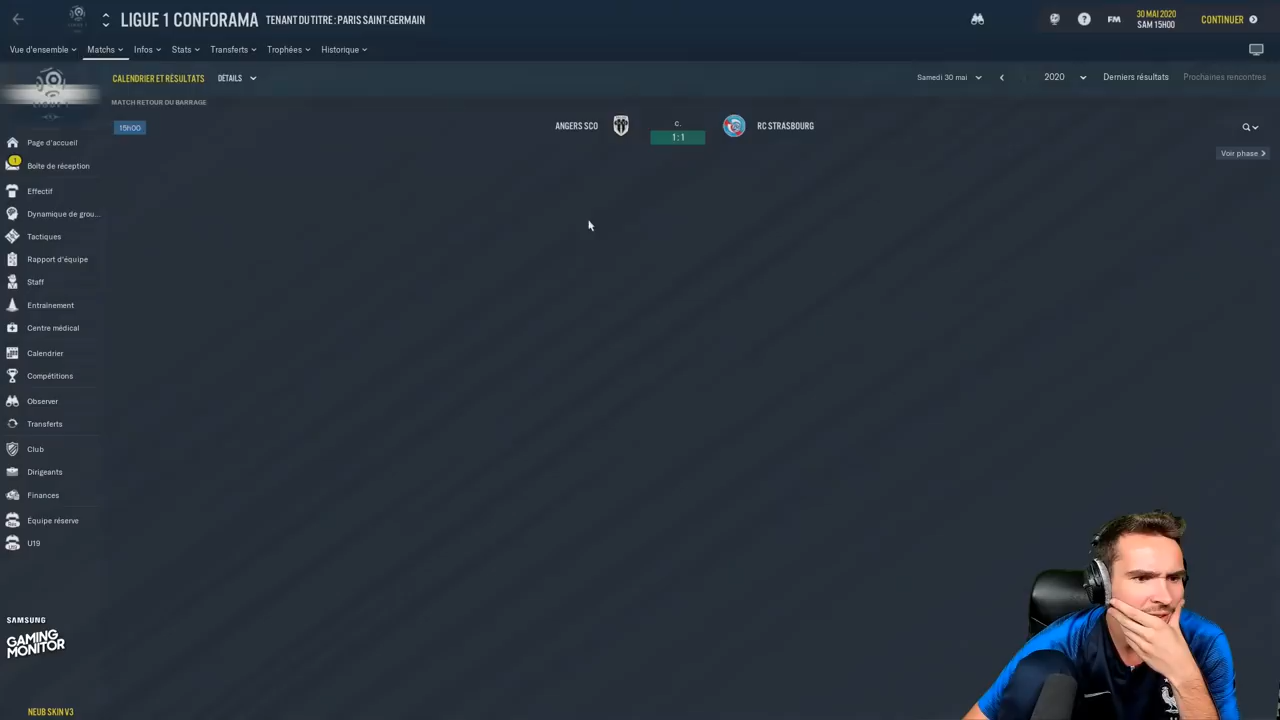 LIGUE 1 CONFORAMA TENANT DU TITRE : PARIS SAINT-GERMAIN
FM
30 MAI 2020
SAM 15H00
CONTINUER
Vue d'ensemble Matchs Infos Stats Transferts Trophées Historique
CALENDRIER ET RÉSULTATS DÉTAILS
Samedi 30 mai 2020 Derniers résultats Prochaines rencontres
MATCH RETOUR DU BARRAGE
15h00 ANGERS SCO c. RC STRASBOURG
1 : 1
Voir phase
Page d'accueil
1
Boîte de réception
Effectif
Dynamique de grou...
Tactiques
Rapport d'équipe
Staff
Entraînement
Centre médical
Calendrier
Compétitions
Observer
Transferts
Club
Dirigeants
Finances
Équipe réserve
U19
SAMSUNG
GAMING
MONITOR
NEUB SKIN V3